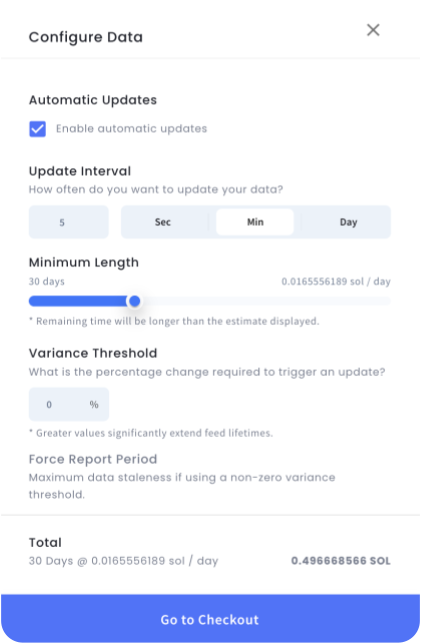 Configure Data
Automatic Updates
Enable automatic updates
Update Interval
How often do you want to update your data?
5 Sec Min Day
Minimum Length
30 days 0.0165556189 sol / day
* Remaining time will be longer than the estimate displayed.
Variance Threshold
What is the percentage change required to trigger an update?
0 %
* Greater values significantly extend feed lifetimes.
Force Report Period
Maximum data staleness if using a non-zero variance
threshold.
Total
30 Days @ 0.0165556189 sol / day 0.496668566 SOL
Go to Checkout